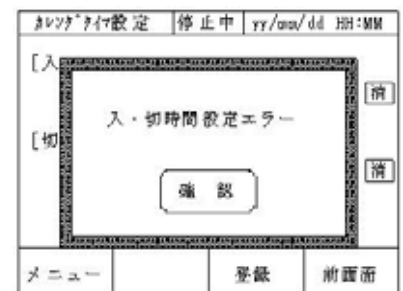 ｶﾚﾝﾀﾞﾀｲﾏ設定 停止中 yy/mm/dd HH:MM
[入
消
入・切時間設定エラー
[切
消
確認
メニュー 登録 前画面